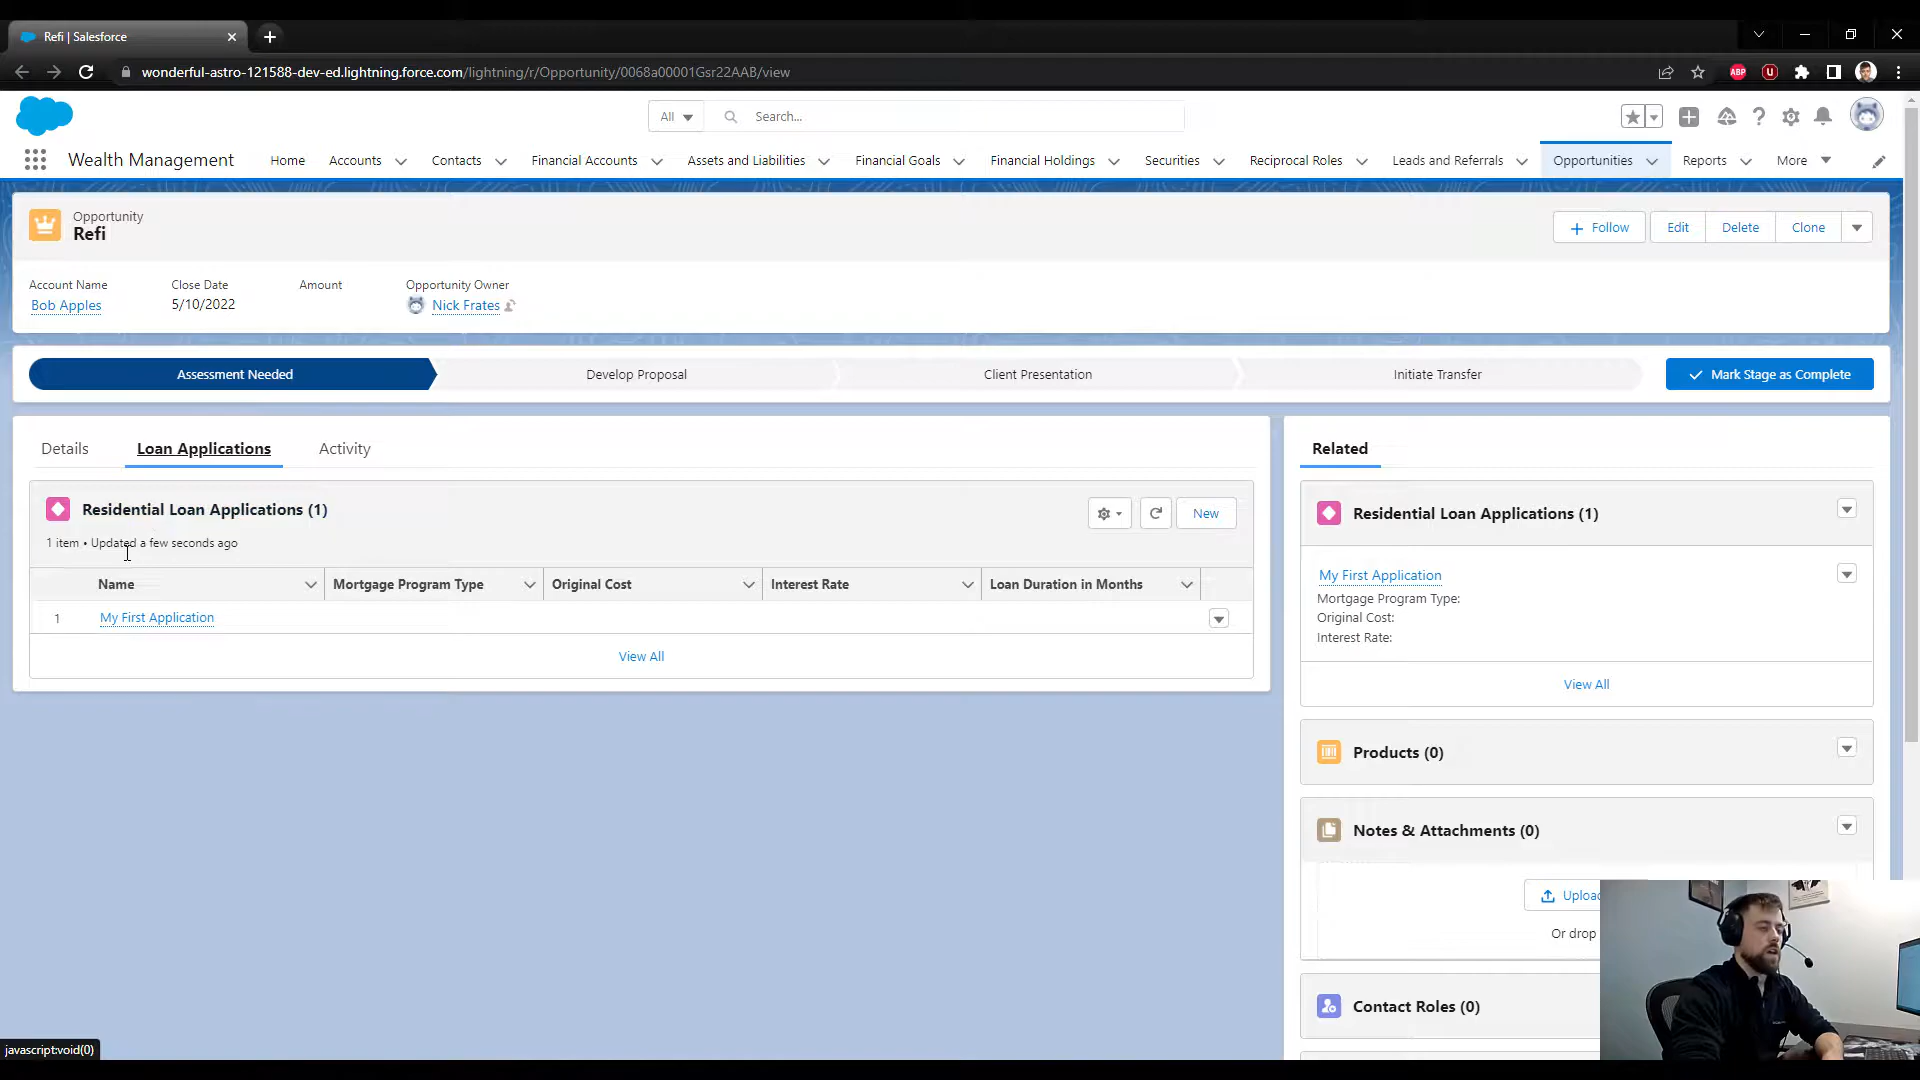 Refi | Salesforce
wonderful-astro-121588-dev-ed.lightning.force.com/lightning/r/Opportunity/0068a00001Gsr22AAB/view
ABP
All
Search...
Wealth Management
Home
Accounts
Contacts
Financial Accounts
Assets and Liabilities
Financial Goals
Financial Holdings
Securities
Reciprocal Roles
Leads and Referrals
Opportunities
Reports
More
Opportunity
Refi
Follow
Edit
Delete
Clone
Account Name
Close Date
Amount
Opportunity Owner
Bob Apples
5/10/2022
Nick Frates
Assessment Needed
Develop Proposal
Client Presentation
Initiate Transfer
Mark Stage as Complete
Details
Loan Applications
Activity
Residential Loan Applications (1)
1 item • Updated a few seconds ago
New
Name
Mortgage Program Type
Original Cost
Interest Rate
Loan Duration in Months
1
My First Application
View All
Related
Residential Loan Applications (1)
My First Application
Mortgage Program Type:
Original Cost:
Interest Rate:
View All
Products (0)
Notes & Attachments (0)
Or drop
Contact Roles (0)
javascript:void(0)